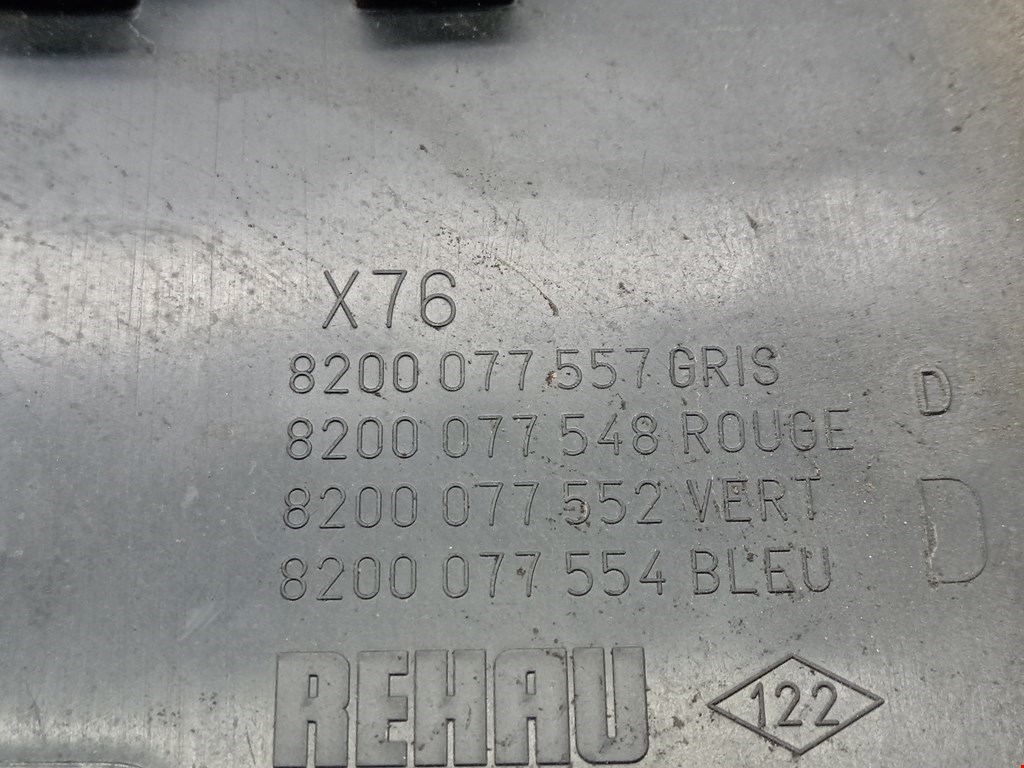 X76
8200 077 557 GRIS
D
8200 077 548 ROUGE
8200 077 552 VERT
D
8200 077 554 BLEU
REHAU
122